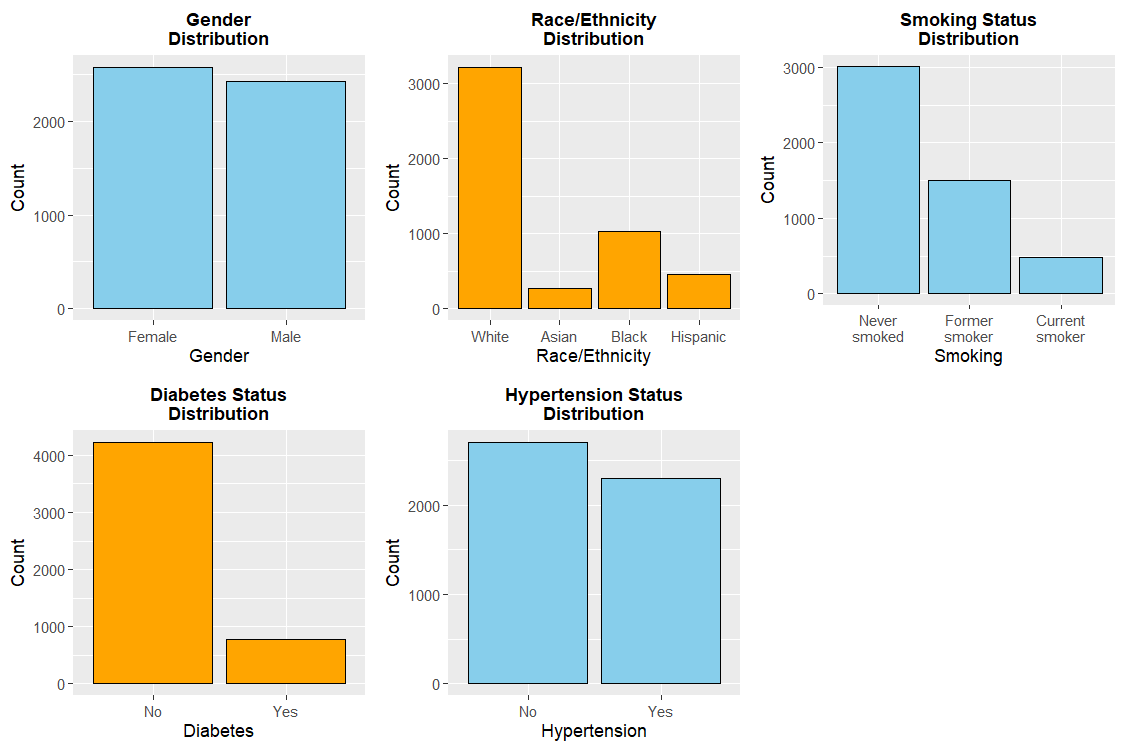 Gender
Distribution
Count
2000
1000
0
Female Male
Gender
Race/Ethnicity
Distribution
Count
3000
2000
1000
0
White Asian Black Hispanic
Race/Ethnicity
Smoking Status
Distribution
Count
3000
2000
1000
0
Never Former Current
smoked smoker smoker
Smoking
Diabetes Status
Distribution
Count
4000
3000
2000
1000
0
No Yes
Diabetes
Hypertension Status
Distribution
Count
2000
1000
0
No Yes
Hypertension